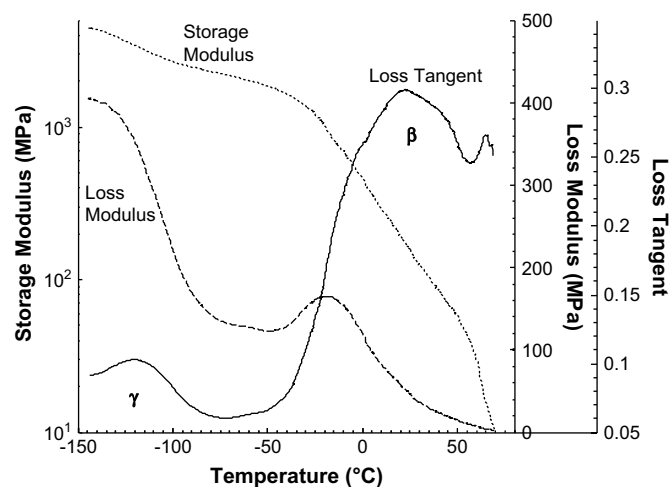 Storage
Modulus
Loss Tangent
β
Loss
Modulus
γ
Storage Modulus (MPa)
10³
10²
10¹
-150
-100
-50
0
50
Temperature (°C)
500
400
300
200
100
0
Loss Modulus (MPa)
0.3
0.25
0.2
0.15
0.1
0.05
Loss Tangent